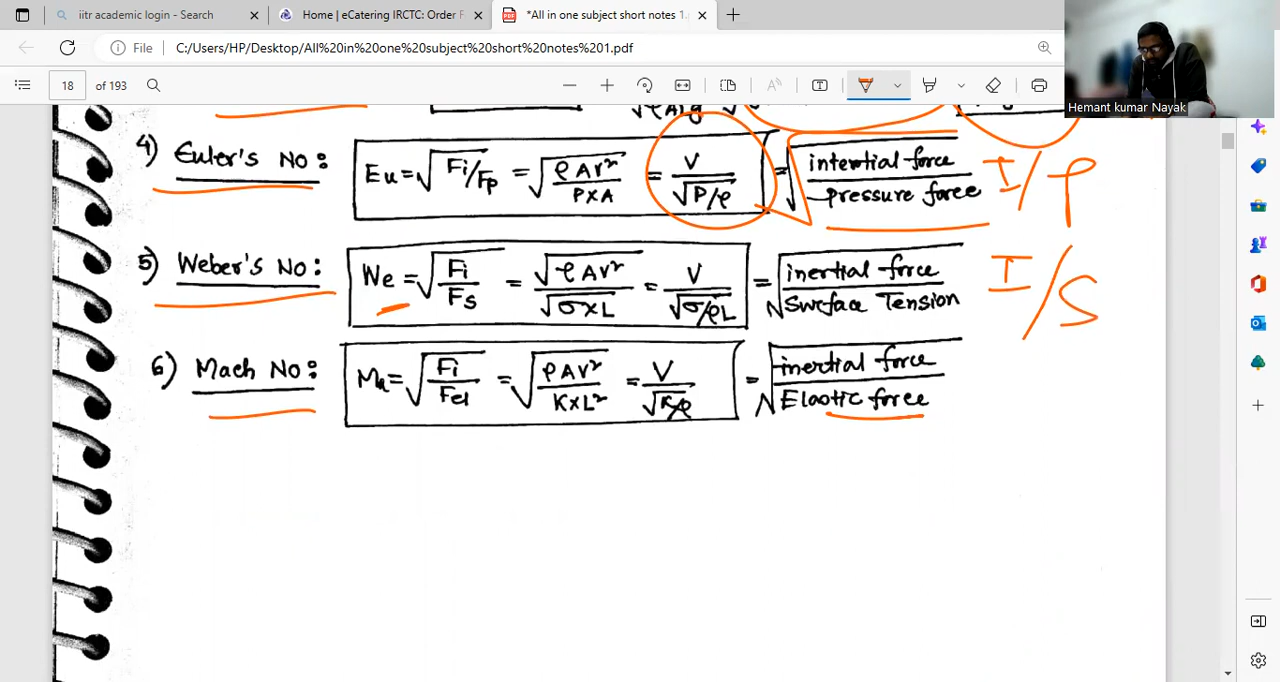 iitr academic login - Search
Home | eCatering IRCTC: Order F
*All in one subject short notes 1.p
File
C:/Users/HP/Desktop/All%20in%20one%20subject%20short%20notes%201.pdf
18 of 193
Hemant kumar Nayak
4) Euler's No: Eu = √Fi/Fp = √ρAv²/P×A = V/√P/ρ = √intertial force/pressure force I/P
5) Weber's No: We = √Fi/Fs = √ρAv²/√σ×L = V/√σ/ρL = √inertial force/Surface Tension I/S
6) Mach No: Ma = √Fi/Fel = √ρAv²/K×L² = V/√K/ρ = √inertial force/Elastic force